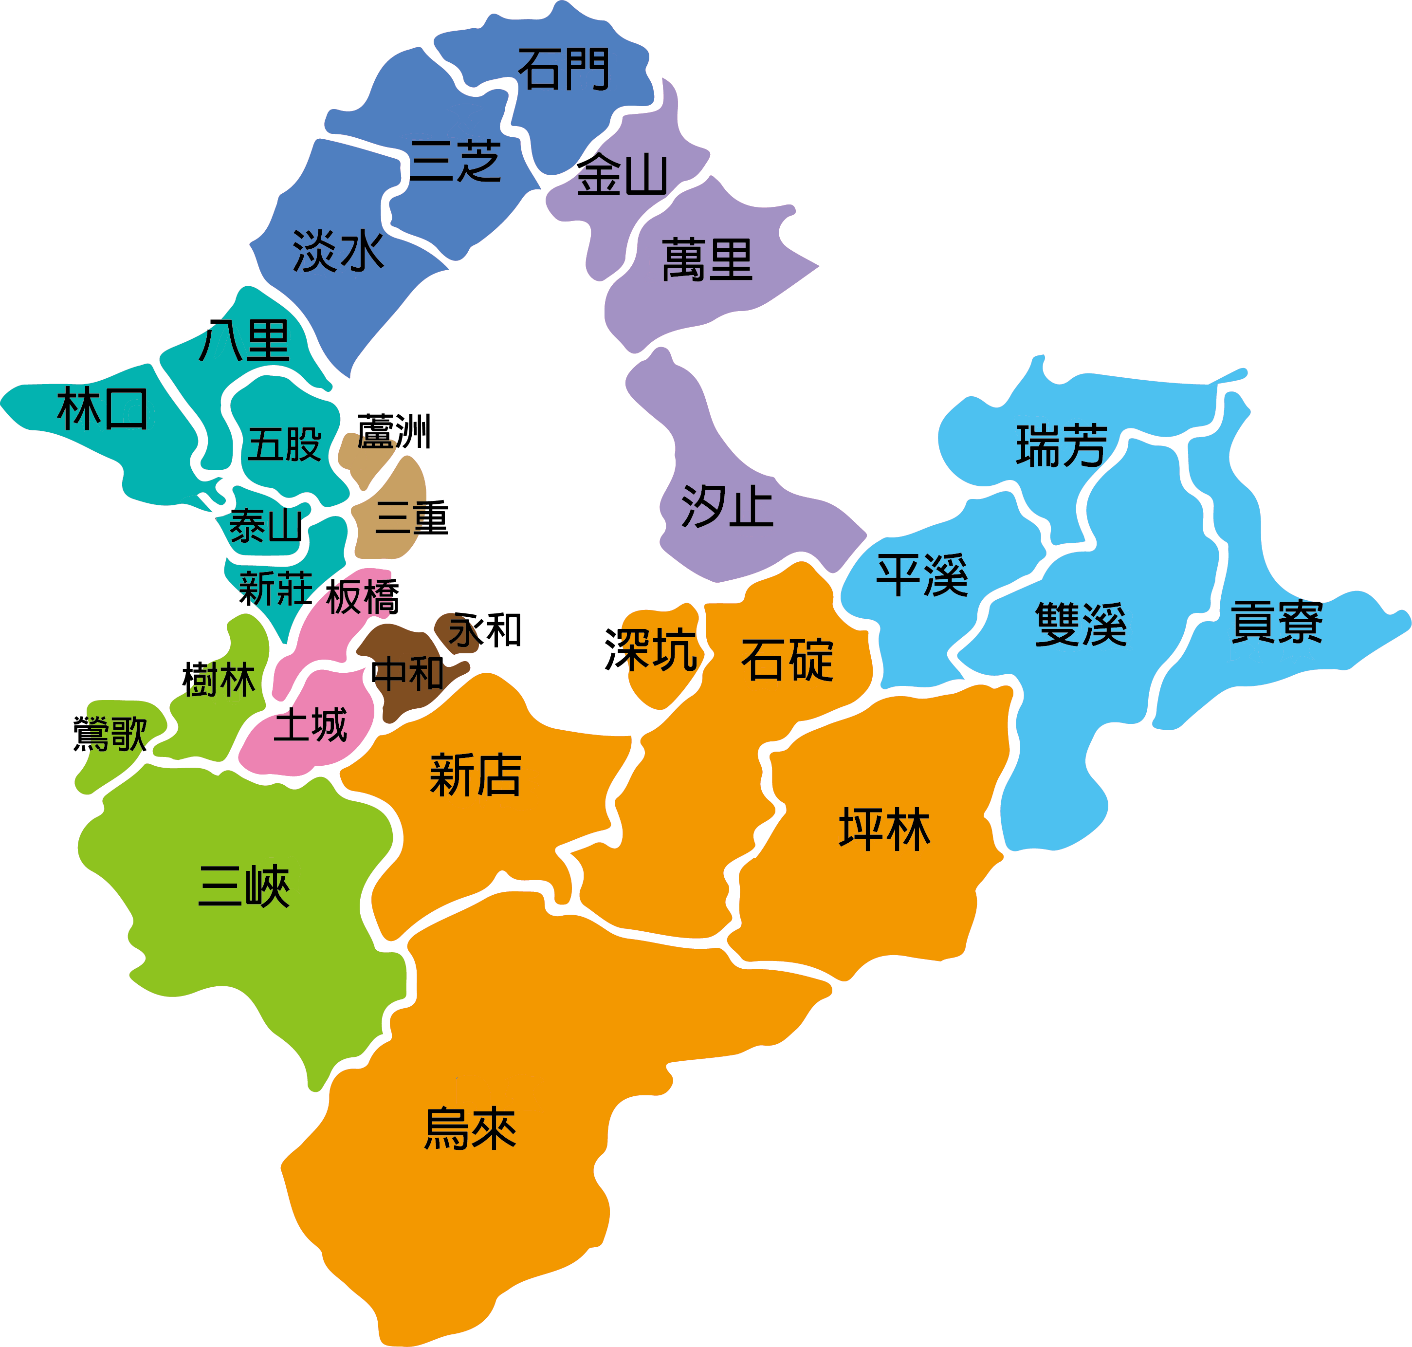 石門
三芝
金山
淡水
萬里
八里
林口
五股
蘆洲
瑞芳
汐止
三重
泰山
平溪
新莊
板橋
永和
雙溪
貢寮
深坑
石碇
中和
樹林
土城
鶯歌
新店
坪林
三峽
烏來